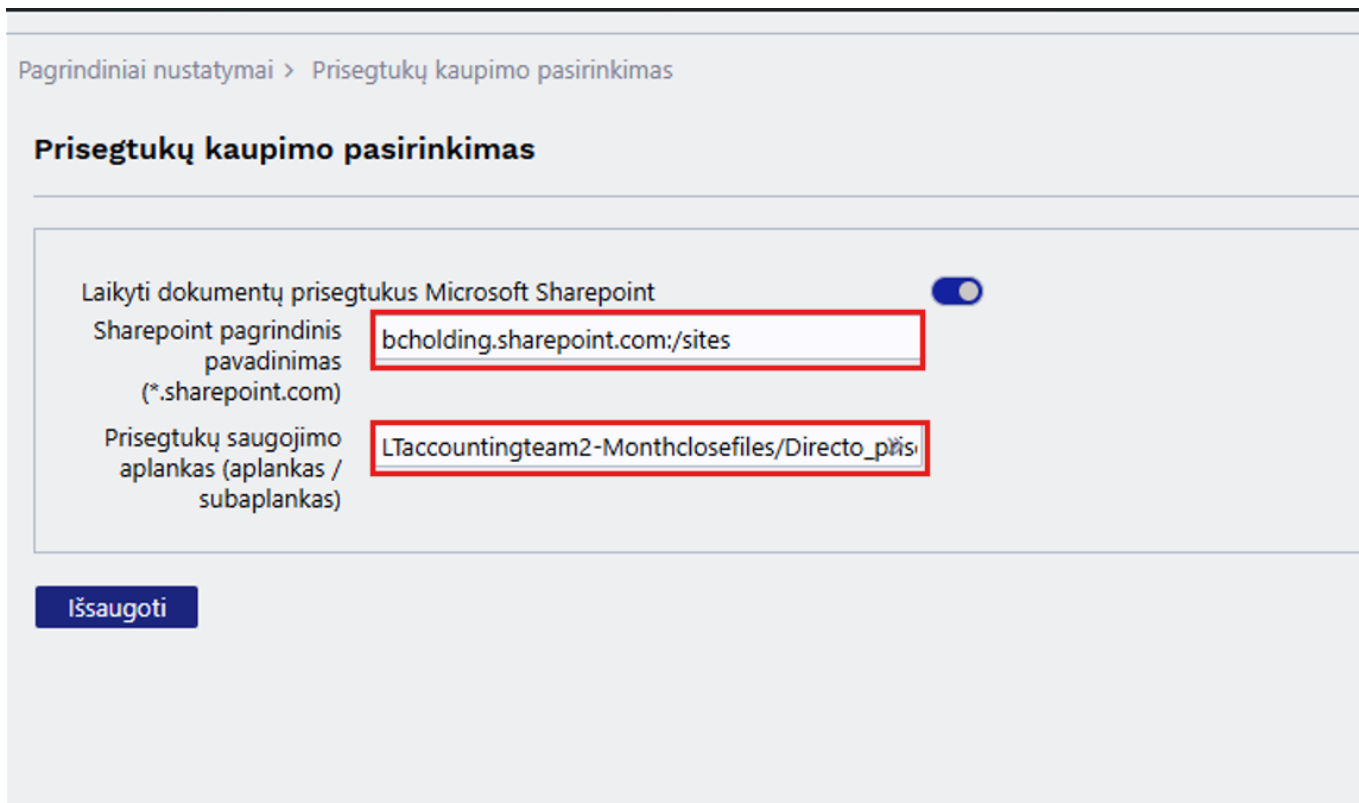 Pagrindiniai nustatymai > Prisegtukų kaupimo pasirinkimas
Prisegtukų kaupimo pasirinkimas
Laikyti dokumentų prisegtukus Microsoft Sharepoint
Sharepoint pagrindinis
pavadinimas
(*.sharepoint.com)
bcholding.sharepoint.com:/sites
Prisegtukų saugojimo
aplankas (aplankas /
subaplankas)
LTaccountingteam2-Monthclosefiles/
Išsaugoti